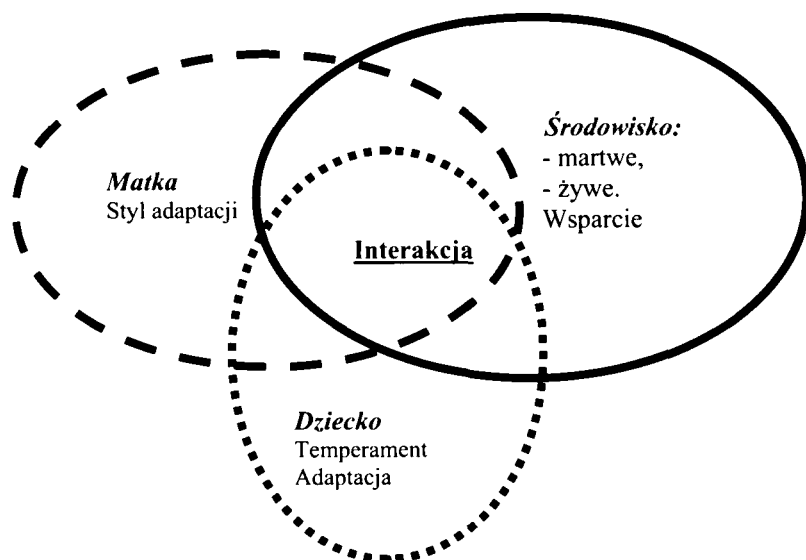 Matka
Styl adaptacji
Środowisko:
- martwe,
- żywe.
Wsparcie
Interakcja
Dziecko
Temperament
Adaptacja